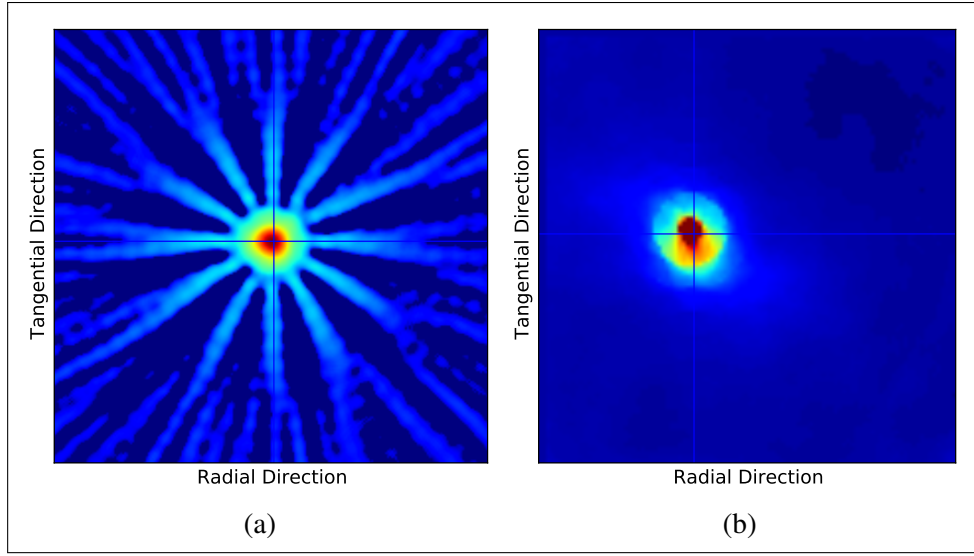 Tangential Direction
Radial Direction
(a)
Tangential Direction
Radial Direction
(b)